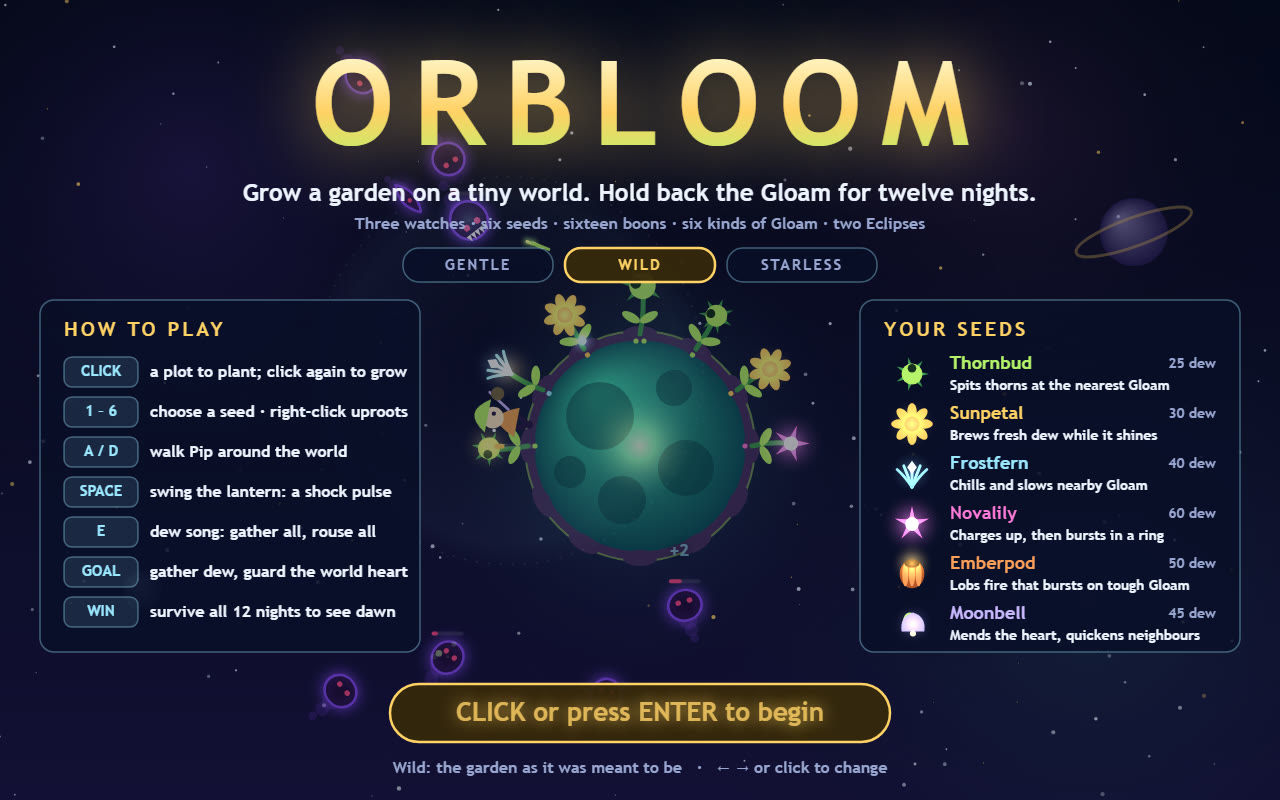 ORBLOOM
Grow a garden on a tiny world. Hold back the Gloam for twelve nights.
Three watches · six seeds · sixteen boons · six kinds of Gloam · two Eclipses
GENTLE
WILD
STARLESS
HOW TO PLAY
CLICK a plot to plant; click again to grow
1 - 6 choose a seed · right-click uproots
A / D walk Pip around the world
SPACE swing the lantern: a shock pulse
E dew song: gather all, rouse all
GOAL gather dew, guard the world heart
WIN survive all 12 nights to see dawn
+2
YOUR SEEDS
Thornbud 25 dew
Spits thorns at the nearest Gloam
Sunpetal 30 dew
Brews fresh dew while it shines
Frostfern 40 dew
Chills and slows nearby Gloam
Novalily 60 dew
Charges up, then bursts in a ring
Emberpod 50 dew
Lobs fire that bursts on tough Gloam
Moonbell 45 dew
Mends the heart, quickens neighbours
CLICK or press ENTER to begin
Wild: the garden as it was meant to be · ← → or click to change